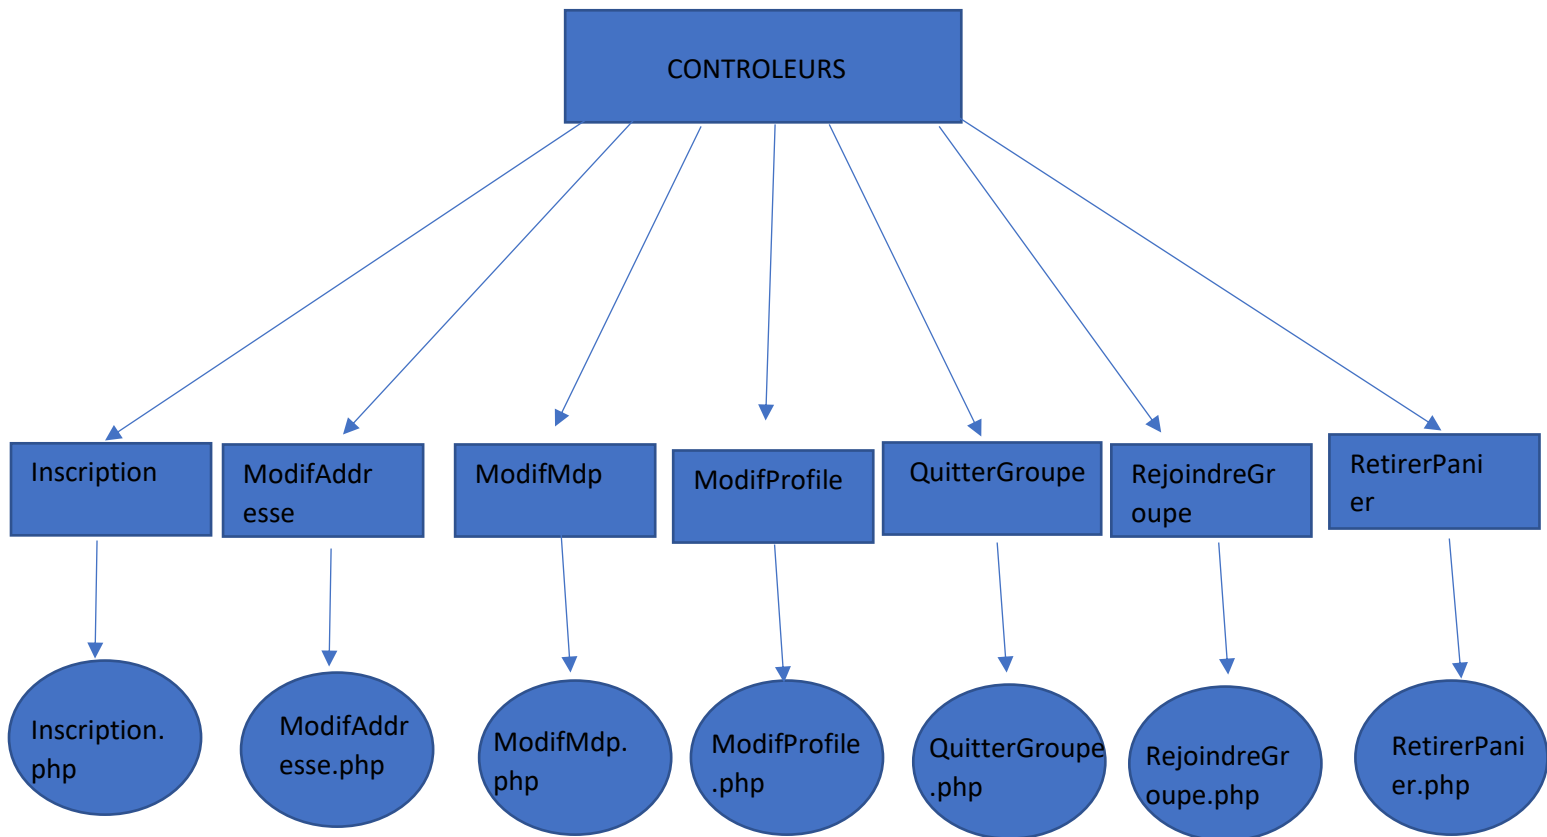 CONTROLEURS
Inscription
ModifAddr
esse
ModifMdp
ModifProfile
QuitterGroupe
RejoindreGr
oupe
RetirerPani
er
Inscription.
php
ModifAddr
esse.php
ModifMdp.
php
ModifProfile
.php
QuitterGroupe
.php
RejoindreGr
oupe.php
RetirerPani
er.php